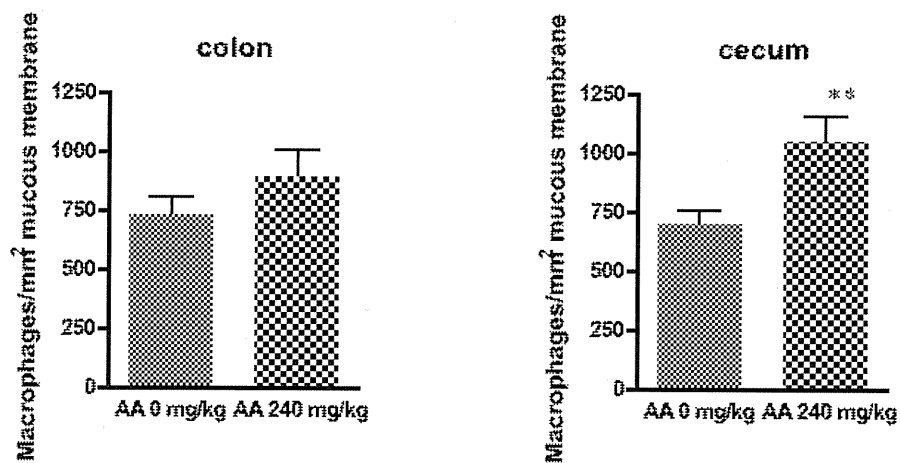 colon
Macrophages/mm² mucous membrane
1250
1000
750
500
250
0
AA 0 mg/kg AA 240 mg/kg
cecum
Macrophages/mm² mucous membrane
1250
1000
750
500
250
0
**
AA 0 mg/kg AA 240 mg/kg